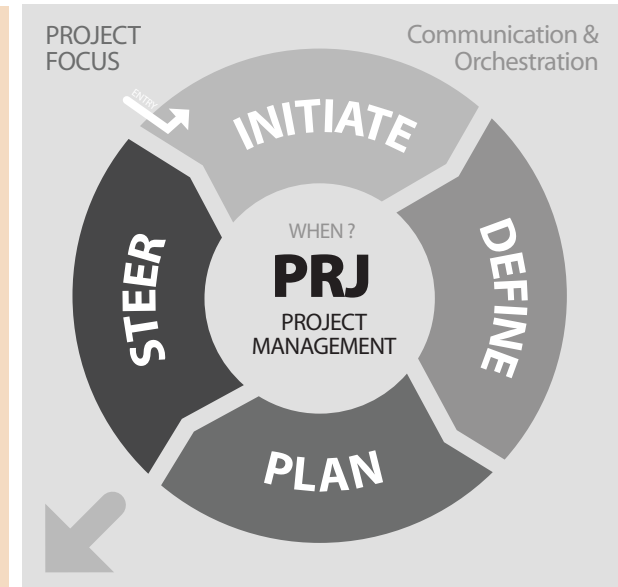 PROJECT
FOCUS
Communication &
Orchestration
ENTRY
INITIATE
DEFINE
PLAN
STEER
WHEN ?
PRJ
PROJECT
MANAGEMENT